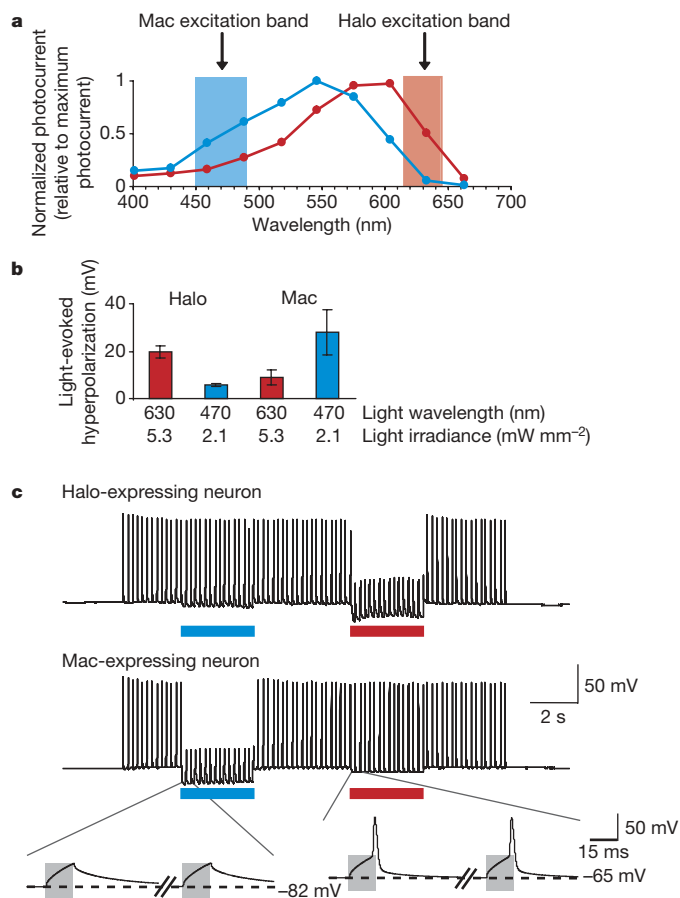 a
Mac excitation band
Halo excitation band
Normalized photocurrent
(relative to maximum
photocurrent)
1
0.5
0
400
450
500
550
600
650
700
Wavelength (nm)
b
Light-evoked
hyperpolarization (mV)
40
20
0
Halo
Mac
630
470
630
470
Light wavelength (nm)
5.3
2.1
5.3
2.1
Light irradiance (mW mm⁻²)
c
Halo-expressing neuron
Mac-expressing neuron
50 mV
2 s
50 mV
15 ms
–82 mV
–65 mV